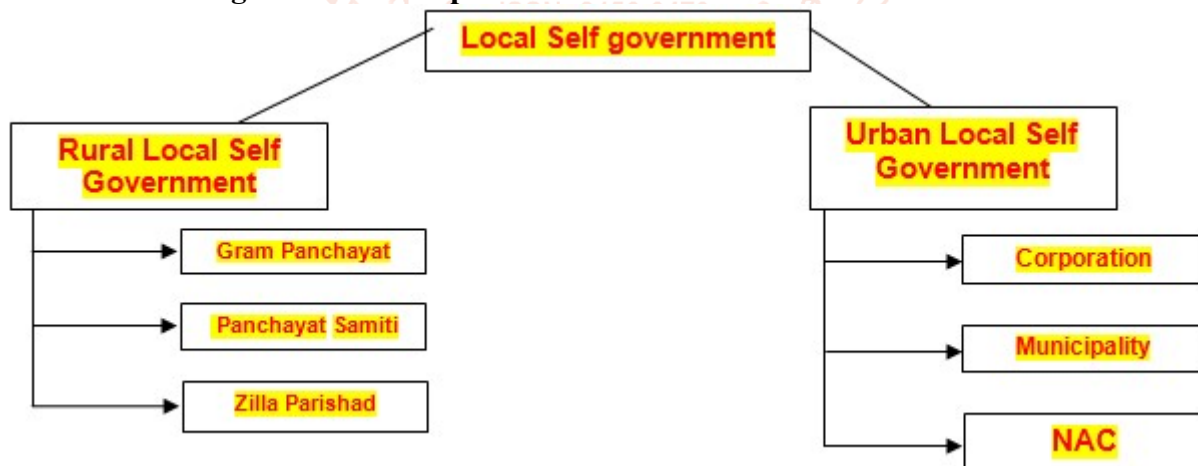 Local Self government
Rural Local Self
Government
Gram Panchayat
Panchayat Samiti
Zilla Parishad
Urban Local Self
Government
Corporation
Municipality
NAC